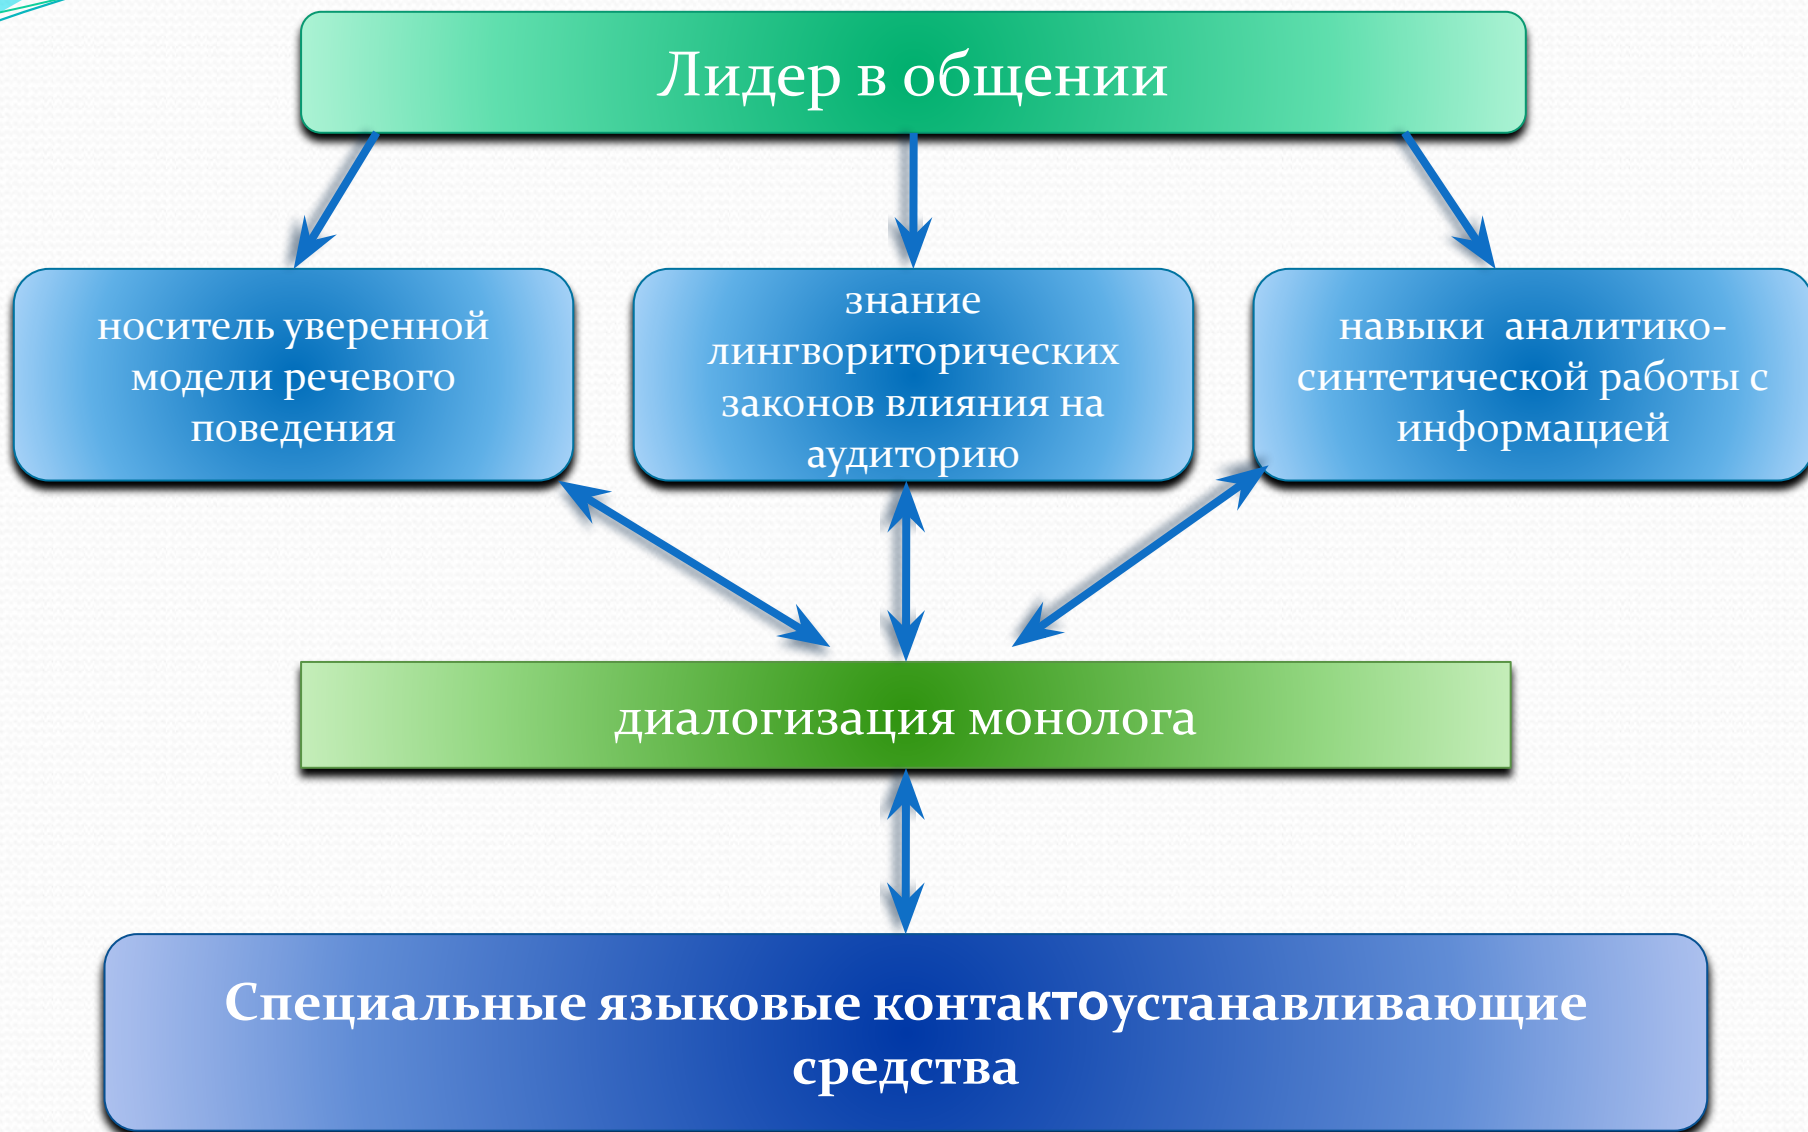 Лидер в общении
носитель уверенной
модели речевого
поведения
знание
лингвориторических
законов влияния на
аудиторию
навыки аналитико-
синтетической работы с
информацией
диалогизация монолога
Специальные языковые контактоустанавливающие
средства